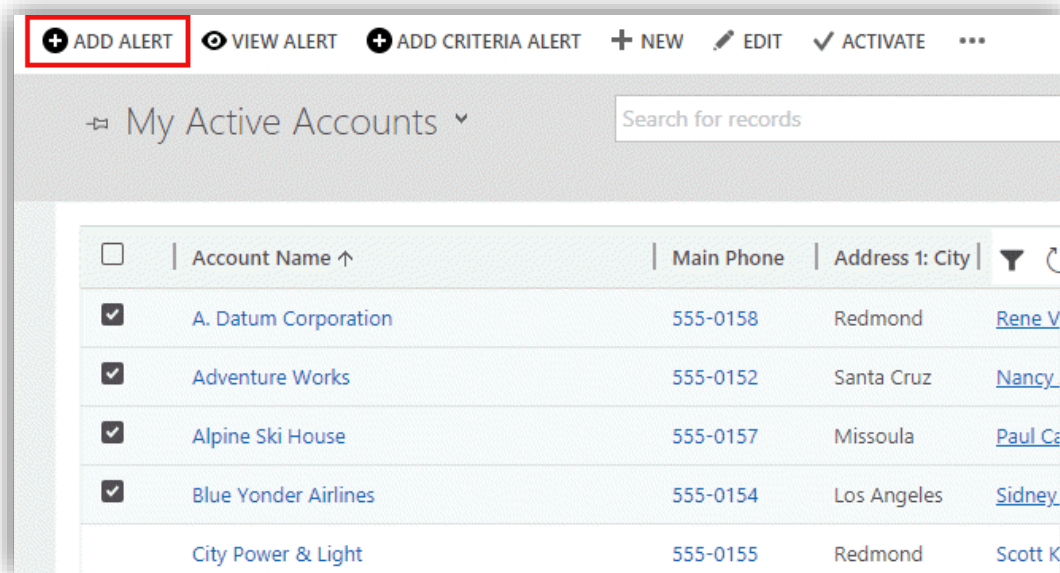 ADD ALERT VIEW ALERT ADD CRITERIA ALERT NEW EDIT ACTIVATE
My Active Accounts Search for records
Account Name ↑ Main Phone Address 1: City
A. Datum Corporation 555-0158 Redmond Rene V
Adventure Works 555-0152 Santa Cruz Nancy
Alpine Ski House 555-0157 Missoula Paul Ca
Blue Yonder Airlines 555-0154 Los Angeles Sidney
City Power & Light 555-0155 Redmond Scott K